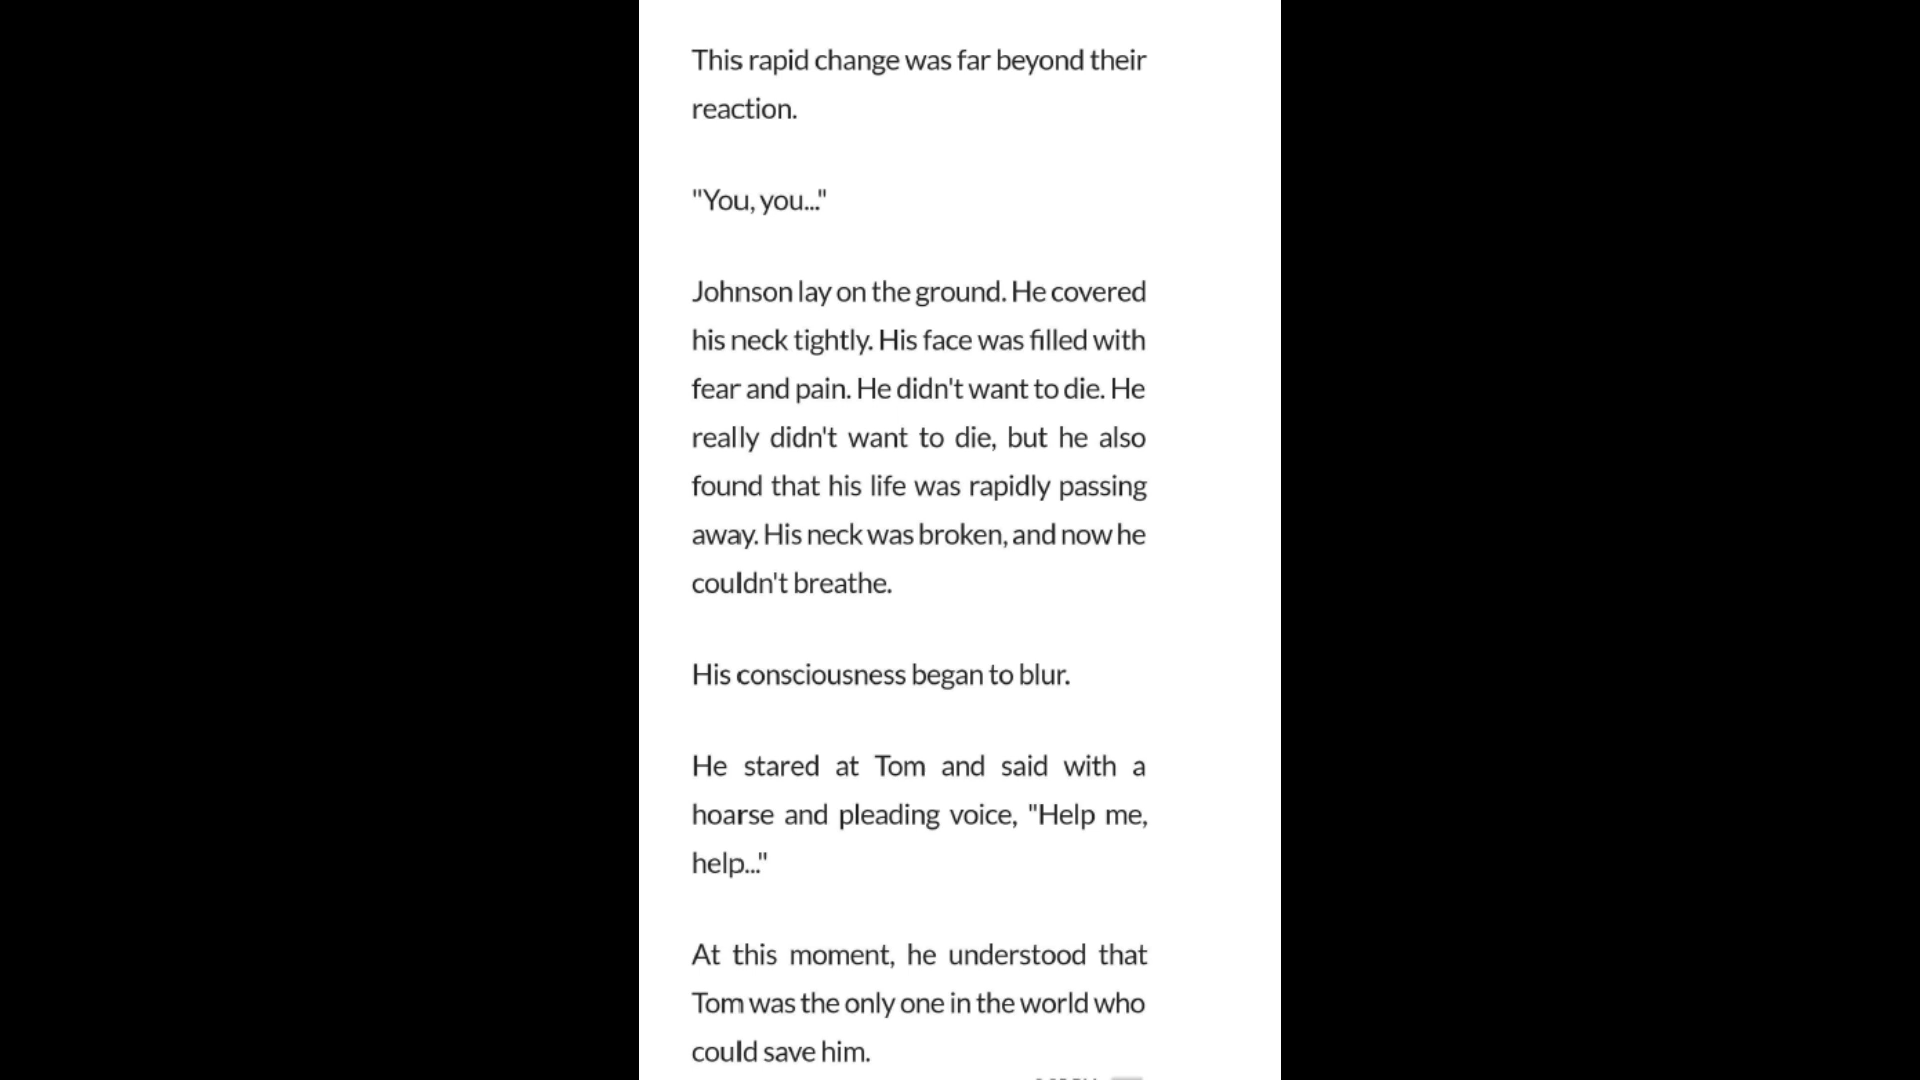 This rapid change was far beyond their
reaction.
"You, you..."
Johnson lay on the ground. He covered
his neck tightly. His face was filled with
fear and pain. He didn't want to die. He
really didn't want to die, but he also
found that his life was rapidly passing
away. His neck was broken, and now he
couldn't breathe.
His consciousness began to blur.
He stared at Tom and said with a
hoarse and pleading voice, "Help me,
help..."
At this moment, he understood that
Tom was the only one in the world who
could save him.